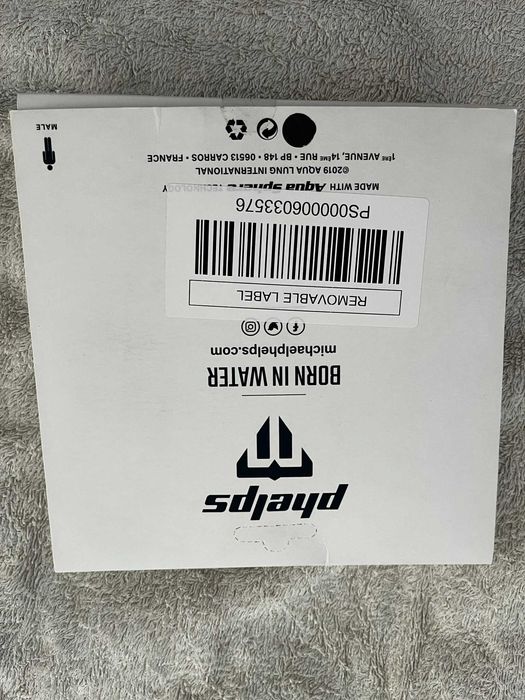 phelps
BORN IN WATER
michaelphelps.com
REMOVABLE LABEL
PS000006033576
MADE WITH Aqua Sphere TECHNOLOGY
©2019 AQUA LUNG INTERNATIONAL
1ÈRE AVENUE, 14ÈME RUE • BP 148 • 06513 CARROS • FRANCE
MALE